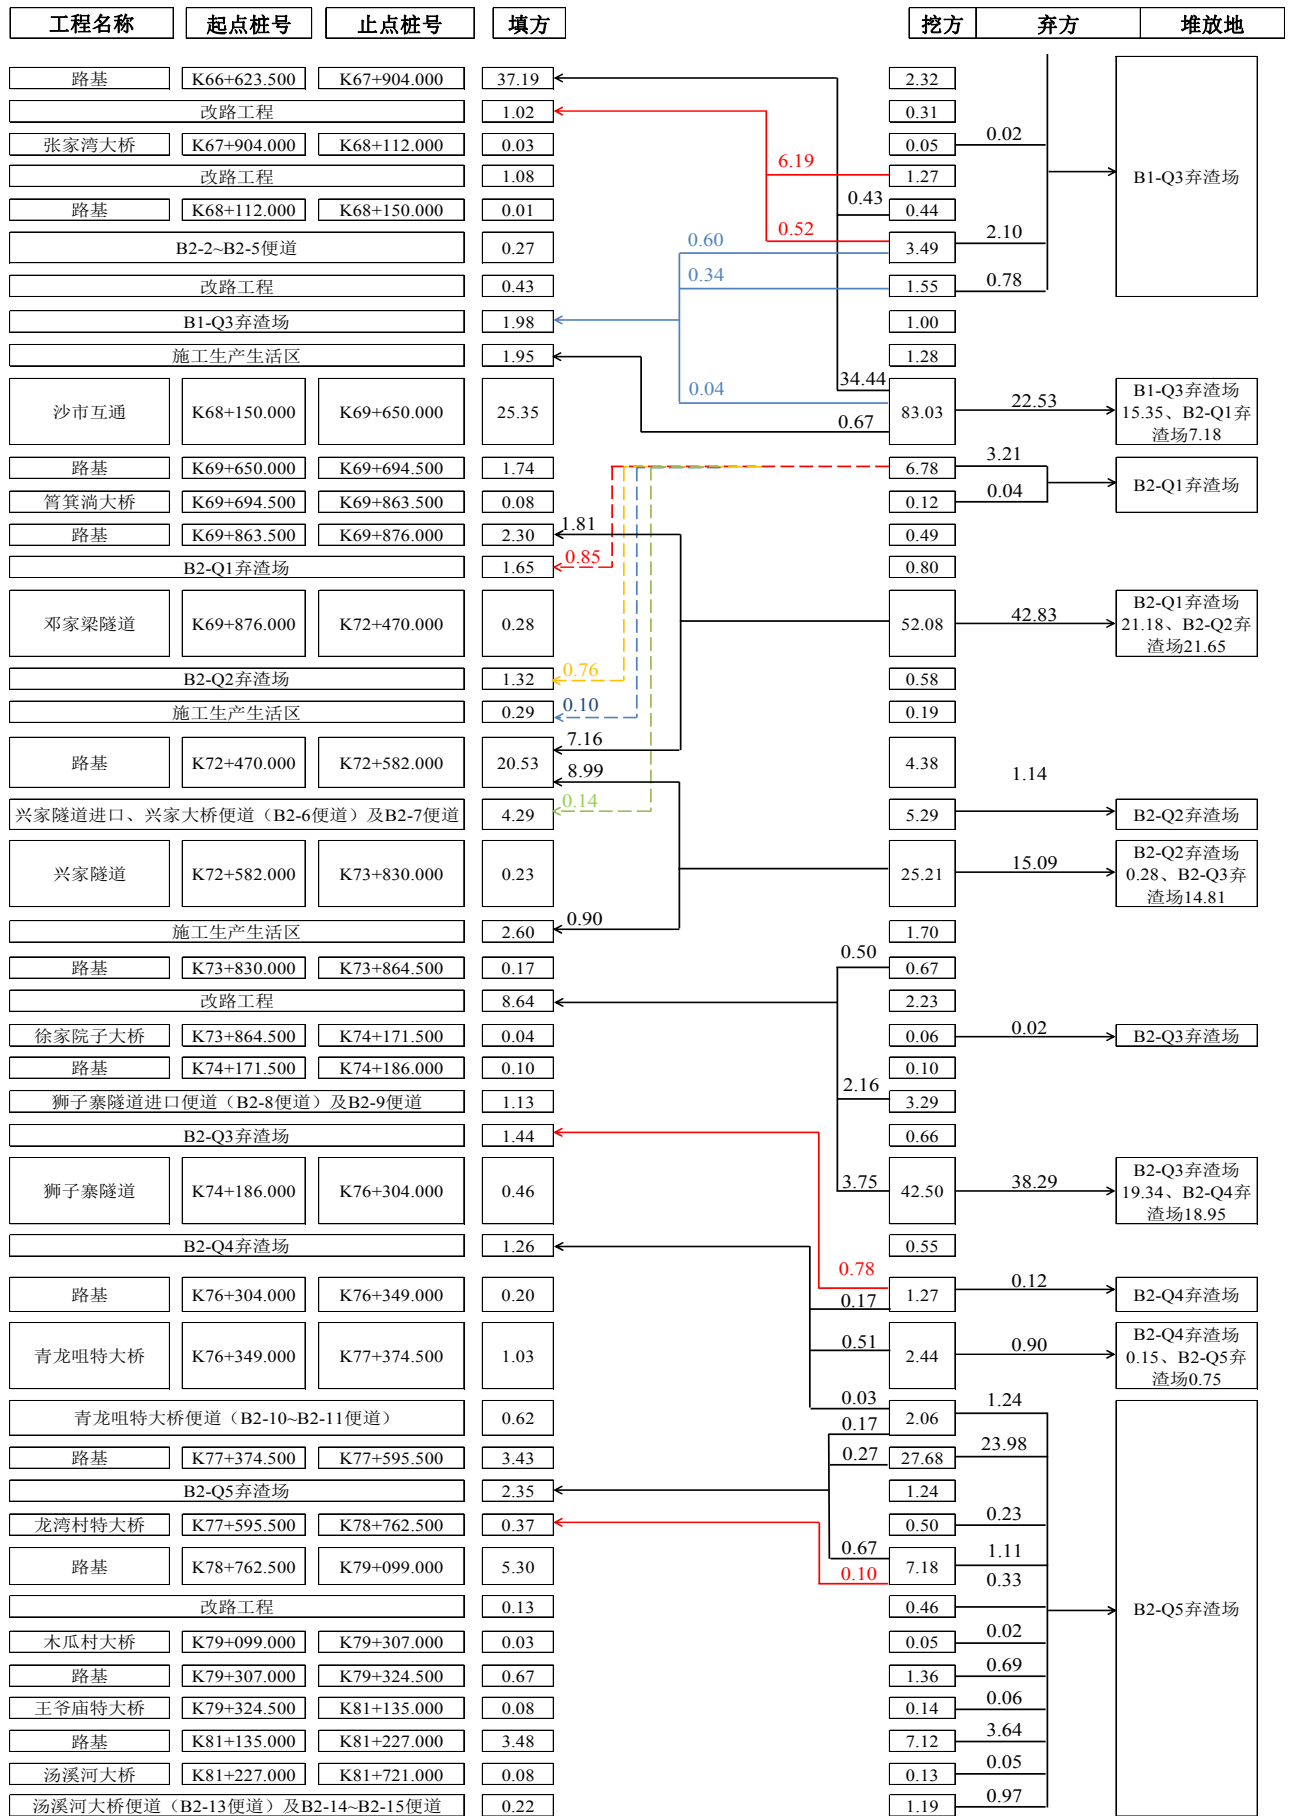 工程名称 起点桩号 止点桩号 填方 挖方 弃方 堆放地
路基 K66+623.500 K67+904.000 37.19 2.32
改路工程 1.02 0.31
张家湾大桥 K67+904.000 K68+112.000 0.03 0.05 0.02
改路工程 1.08 6.19 1.27 B1-Q3弃渣场
路基 K68+112.000 K68+150.000 0.01 0.43 0.44
B2-2~B2-5便道 0.27 0.60 0.52 3.49 2.10
改路工程 0.43 0.34 1.55 0.78
B1-Q3弃渣场 1.98 1.00
施工生产生活区 1.95 1.28
34.44
0.04
沙市互通 K68+150.000 K69+650.000 25.35 0.67 83.03 22.53
B1-Q3弃渣场
15.35、B2-Q1弃
渣场7.18
路基 K69+650.000 K69+694.500 1.74 6.78 3.21
筲箕淌大桥 K69+694.500 K69+863.500 0.08 0.12 0.04 B2-Q1弃渣场
路基 K69+863.500 K69+876.000 2.30 1.81 0.49
B2-Q1弃渣场 1.65 0.85 0.80
邓家梁隧道 K69+876.000 K72+470.000 0.28 52.08 42.83
B2-Q1弃渣场
21.18、B2-Q2弃
渣场21.65
B2-Q2弃渣场 1.32 0.76 0.58
施工生产生活区 0.29 0.10 0.19
7.16
路基 K72+470.000 K72+582.000 20.53 8.99 4.38
1.14
兴家隧道进口、兴家大桥便道（B2-6便道）及B2-7便道 4.29 0.14 5.29 B2-Q2弃渣场
兴家隧道 K72+582.000 K73+830.000 0.23 25.21 15.09
B2-Q2弃渣场
0.28、B2-Q3弃
渣场14.81
施工生产生活区 2.60 0.90 1.70
路基 K73+830.000 K73+864.500 0.17 0.50 0.67
改路工程 8.64 2.23
徐家院子大桥 K73+864.500 K74+171.500 0.04 0.06 0.02 B2-Q3弃渣场
路基 K74+171.500 K74+186.000 0.10 0.10
狮子寨隧道进口便道（B2-8便道）及B2-9便道 1.13 2.16 3.29
B2-Q3弃渣场 1.44 0.66
狮子寨隧道 K74+186.000 K76+304.000 0.46 3.75 42.50 38.29
B2-Q3弃渣场
19.34、B2-Q4弃
渣场18.95
B2-Q4弃渣场 1.26 0.55
0.78
路基 K76+304.000 K76+349.000 0.20 0.17 1.27 0.12 B2-Q4弃渣场
青龙咀特大桥 K76+349.000 K77+374.500 1.03 0.51 2.44 0.90
B2-Q4弃渣场
0.15、B2-Q5弃
渣场0.75
0.03
青龙咀特大桥便道（B2-10~B2-11便道） 0.62 0.17 2.06 1.24
路基 K77+374.500 K77+595.500 3.43 0.27 27.68 23.98
B2-Q5弃渣场 2.35 1.24
龙湾村特大桥 K77+595.500 K78+762.500 0.37 0.50 0.23
0.67
路基 K78+762.500 K79+099.000 5.30 0.10 7.18 1.11
0.33
改路工程 0.13 0.46 B2-Q5弃渣场
木瓜村大桥 K79+099.000 K79+307.000 0.03 0.05 0.02
路基 K79+307.000 K79+324.500 0.67 1.36 0.69
王爷庙特大桥 K79+324.500 K81+135.000 0.08 0.14 0.06
路基 K81+135.000 K81+227.000 3.48 7.12 3.64
汤溪河大桥 K81+227.000 K81+721.000 0.08 0.13 0.05
汤溪河大桥便道（B2-13便道）及B2-14~B2-15便道 0.22 1.19 0.97